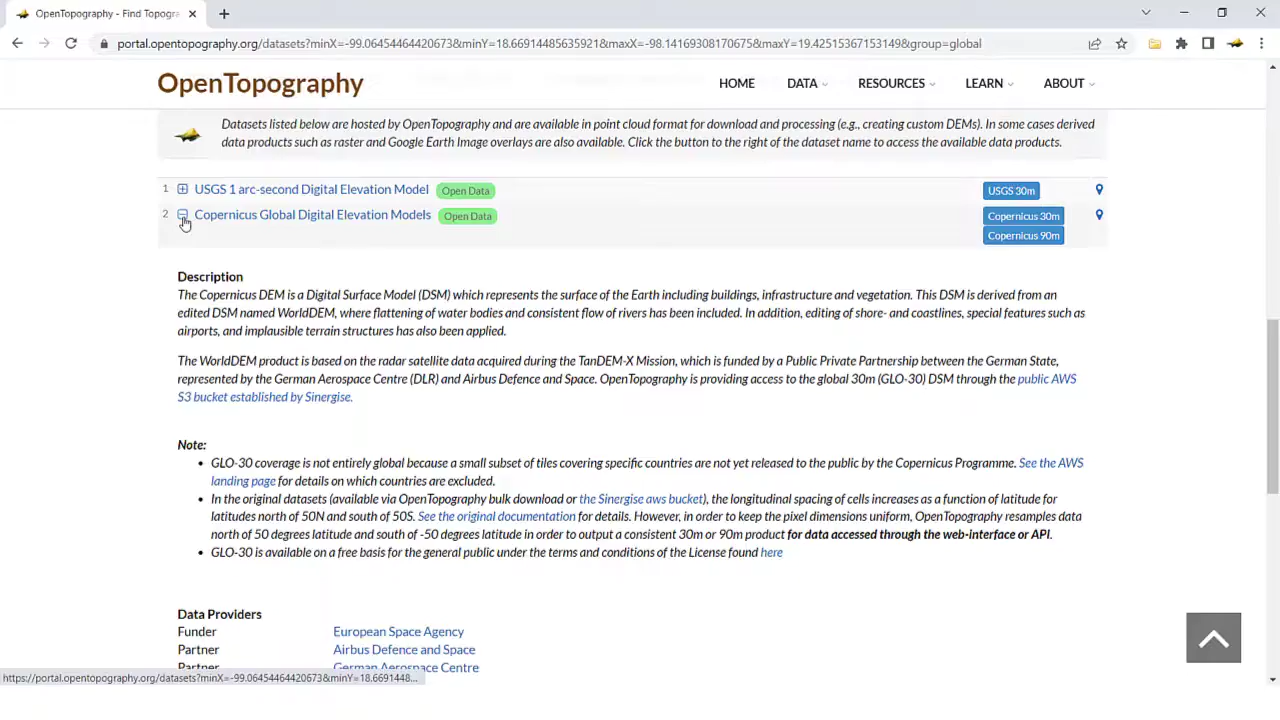 OpenTopography - Find Topogra
portal.opentopography.org/datasets?minX=-99.06454464420673&minY=18.66914485635921&maxX=-98.14169308170675&maxY=19.42515367153149&group=global
OpenTopography
HOME DATA RESOURCES LEARN ABOUT
Datasets listed below are hosted by OpenTopography and are available in point cloud format for download and processing (e.g., creating custom DEMs). In some cases derived
data products such as raster and Google Earth Image overlays are also available. Click the button to the right of the dataset name to access the available data products.
1 USGS 1 arc-second Digital Elevation Model Open Data USGS 30m
2 Copernicus Global Digital Elevation Models Open Data Copernicus 30m
Copernicus 90m
Description
The Copernicus DEM is a Digital Surface Model (DSM) which represents the surface of the Earth including buildings, infrastructure and vegetation. This DSM is derived from an
edited DSM named WorldDEM, where flattening of water bodies and consistent flow of rivers has been included. In addition, editing of shore- and coastlines, special features such as
airports, and implausible terrain structures has also been applied.
The WorldDEM product is based on the radar satellite data acquired during the TanDEM-X Mission, which is funded by a Public Private Partnership between the German State,
represented by the German Aerospace Centre (DLR) and Airbus Defence and Space. OpenTopography is providing access to the global 30m (GLO-30) DSM through the public AWS
S3 bucket established by Sinergise.
Note:
• GLO-30 coverage is not entirely global because a small subset of tiles covering specific countries are not yet released to the public by the Copernicus Programme. See the AWS
landing page for details on which countries are excluded.
• In the original datasets (available via OpenTopography bulk download or the Sinergise aws bucket), the longitudinal spacing of cells increases as a function of latitude for
latitudes north of 50N and south of 50S. See the original documentation for details. However, in order to keep the pixel dimensions uniform, OpenTopography resamples data
north of 50 degrees latitude and south of -50 degrees latitude in order to output a consistent 30m or 90m product for data accessed through the web-interface or API.
• GLO-30 is available on a free basis for the general public under the terms and conditions of the License found here
Data Providers
Funder European Space Agency
Partner Airbus Defence and Space
Partner German Aerospace Centre
https://portal.opentopography.org/datasets?minX=-99.06454464420673&minY=18.6691448...